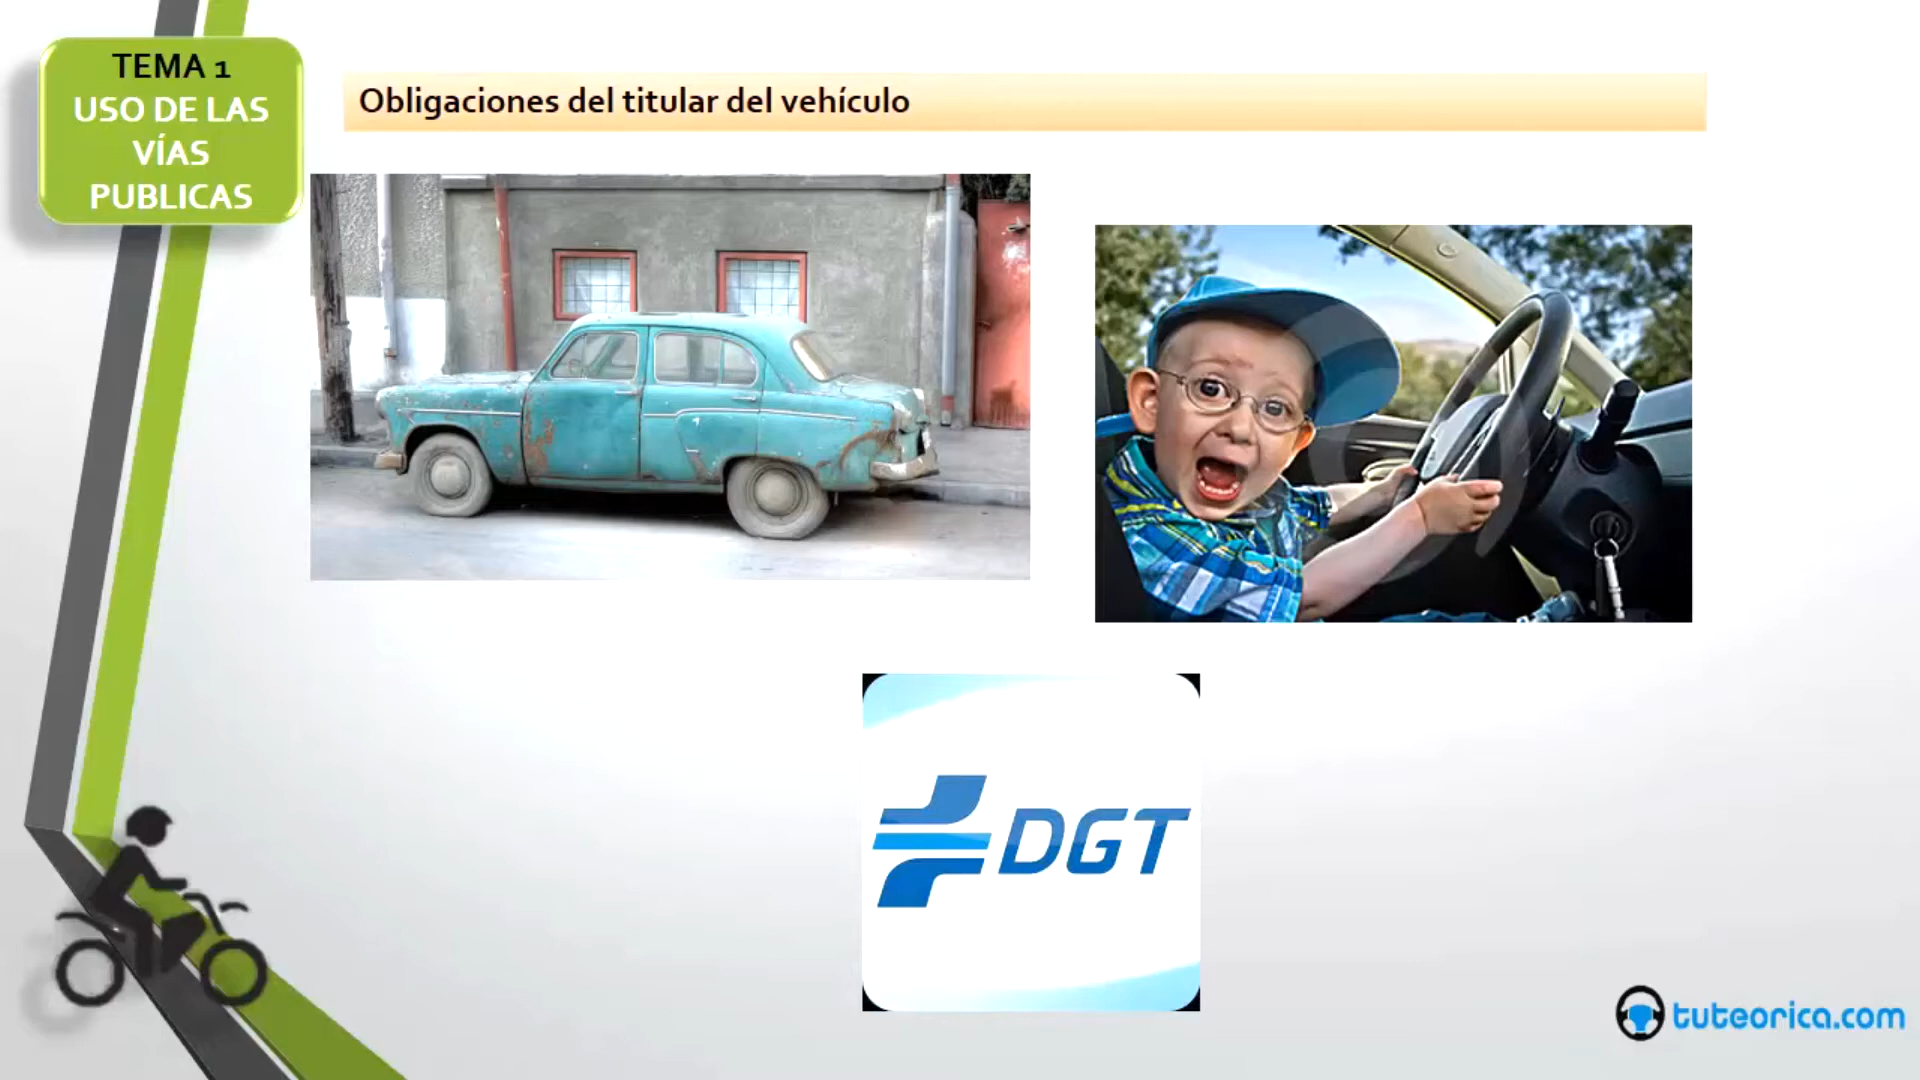 TEMA 1
USO DE LAS
VÍAS
PUBLICAS
Obligaciones del titular del vehículo
DGT
tuteorica.com